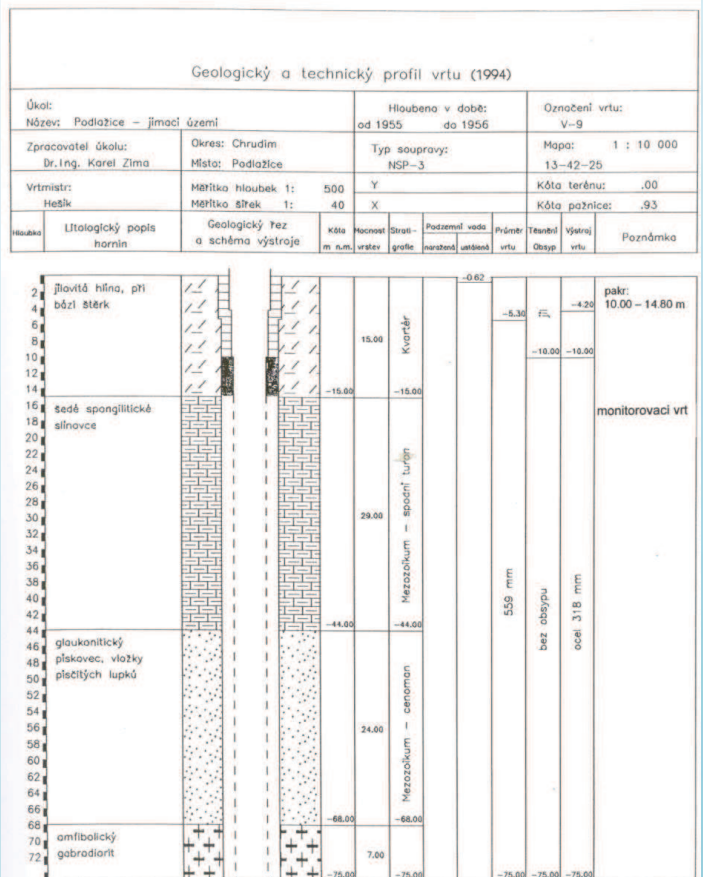 Geologický a technický profil vrtu (1994)
Úkol:
Název: Podlažice – jímací území
Hloubeno v době:
od 1955 do 1956
Označení vrtu:
V-9
Zpracovatel úkolu:
Dr.Ing. Karel Zima
Okres: Chrudim
Místo: Podlažice
Typ soupravy:
NSP-3
Mapa: 1 : 10 000
13-42-25
Vrtmistr:
Hešik
Měřítko hloubek 1: 500
Měřítko šířek 1: 40
Y
X
Kóta terénu: .00
Kóta pažnice: .93
Hloubka
Litologický popis
hornin
Geologický řez
a schéma výstroje
Kóta
m n.m.
Mocnost
vrstev
Strati-
grafie
Podzemní voda
naražená ustálená
Průměr
vrtu
Těsnění
Obsyp
Výstroj
vrtu
Poznámka
2
4
6
8
10
12
14
16
18
20
22
24
26
28
30
32
34
36
38
40
42
44
46
48
50
52
54
56
58
60
62
64
66
68
70
72
jílovitá hlína, při
bázi štěrk
-15.00
15.00
Kvartér
-15.00
-0.62
-5.30
-10.00
-4.20
-10.00
pakr:
10.00 – 14.80 m
šedé spongilitické
slínovce
-44.00
29.00
Mezozoikum – spodní turon
-44.00
559 mm
bez obsypu
ocel 318 mm
monitorovací vrt
glaukonitický
pískovec, vložky
písčitých lupků
-68.00
24.00
Mezozoikum – cenoman
-68.00
amfibolický
gabrodiorit
-75.00
7.00
-75.00
-75.00
-75.00
-75.00